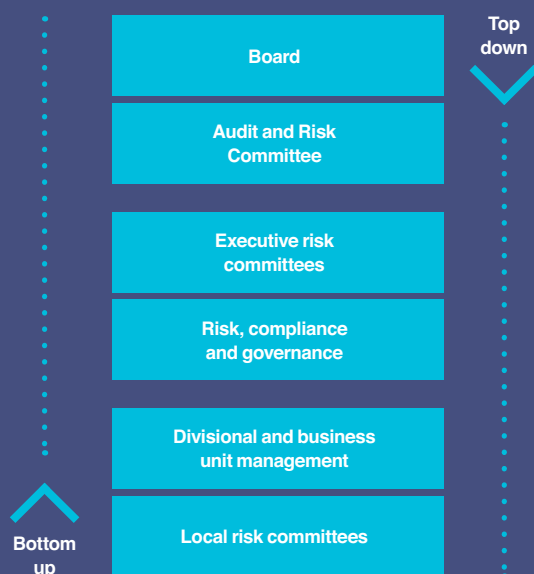 Board
Top
down
Audit and Risk
Committee
Executive risk
committees
Risk, compliance
and governance
Divisional and business
unit management
Local risk committees
Bottom
up